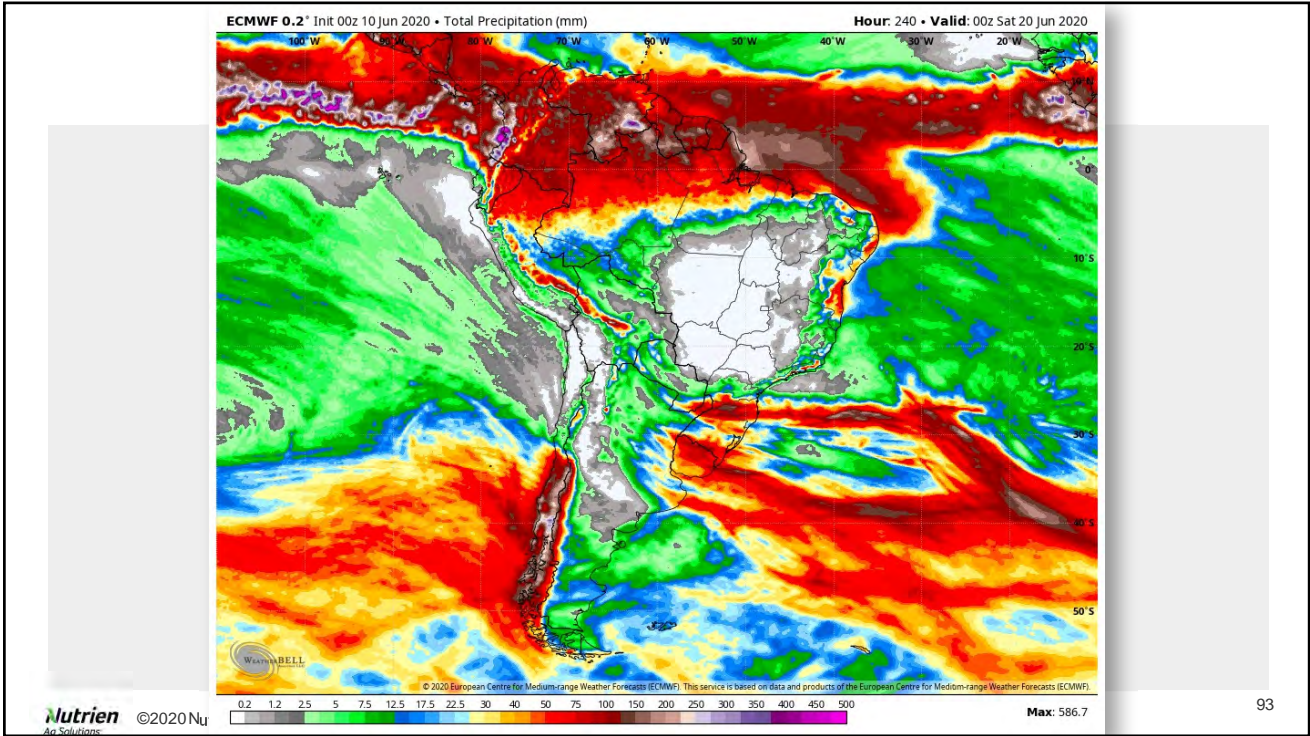 ECMWF 0.2° Init 00z 10 Jun 2020 • Total Precipitation (mm) Hour: 240 • Valid: 00z Sat 20 Jun 2020
100°W 90°W 80°W 70°W 60°W 50°W 40°W 30°W 20°W
10°N
0°
10°S
20°S
30°S
40°S
50°S
WEATHERBELL
© 2020 European Centre for Medium-range Weather Forecasts (ECMWF). This service is based on data and products of the European Centre for Medium-range Weather Forecasts (ECMWF).
0.2 1.2 2.5 5 7.5 12.5 17.5 22.5 30 40 50 75 100 150 200 250 300 350 400 450 500 Max: 586.7
Nutrien ©2020 Nu 93
Ag Solutions